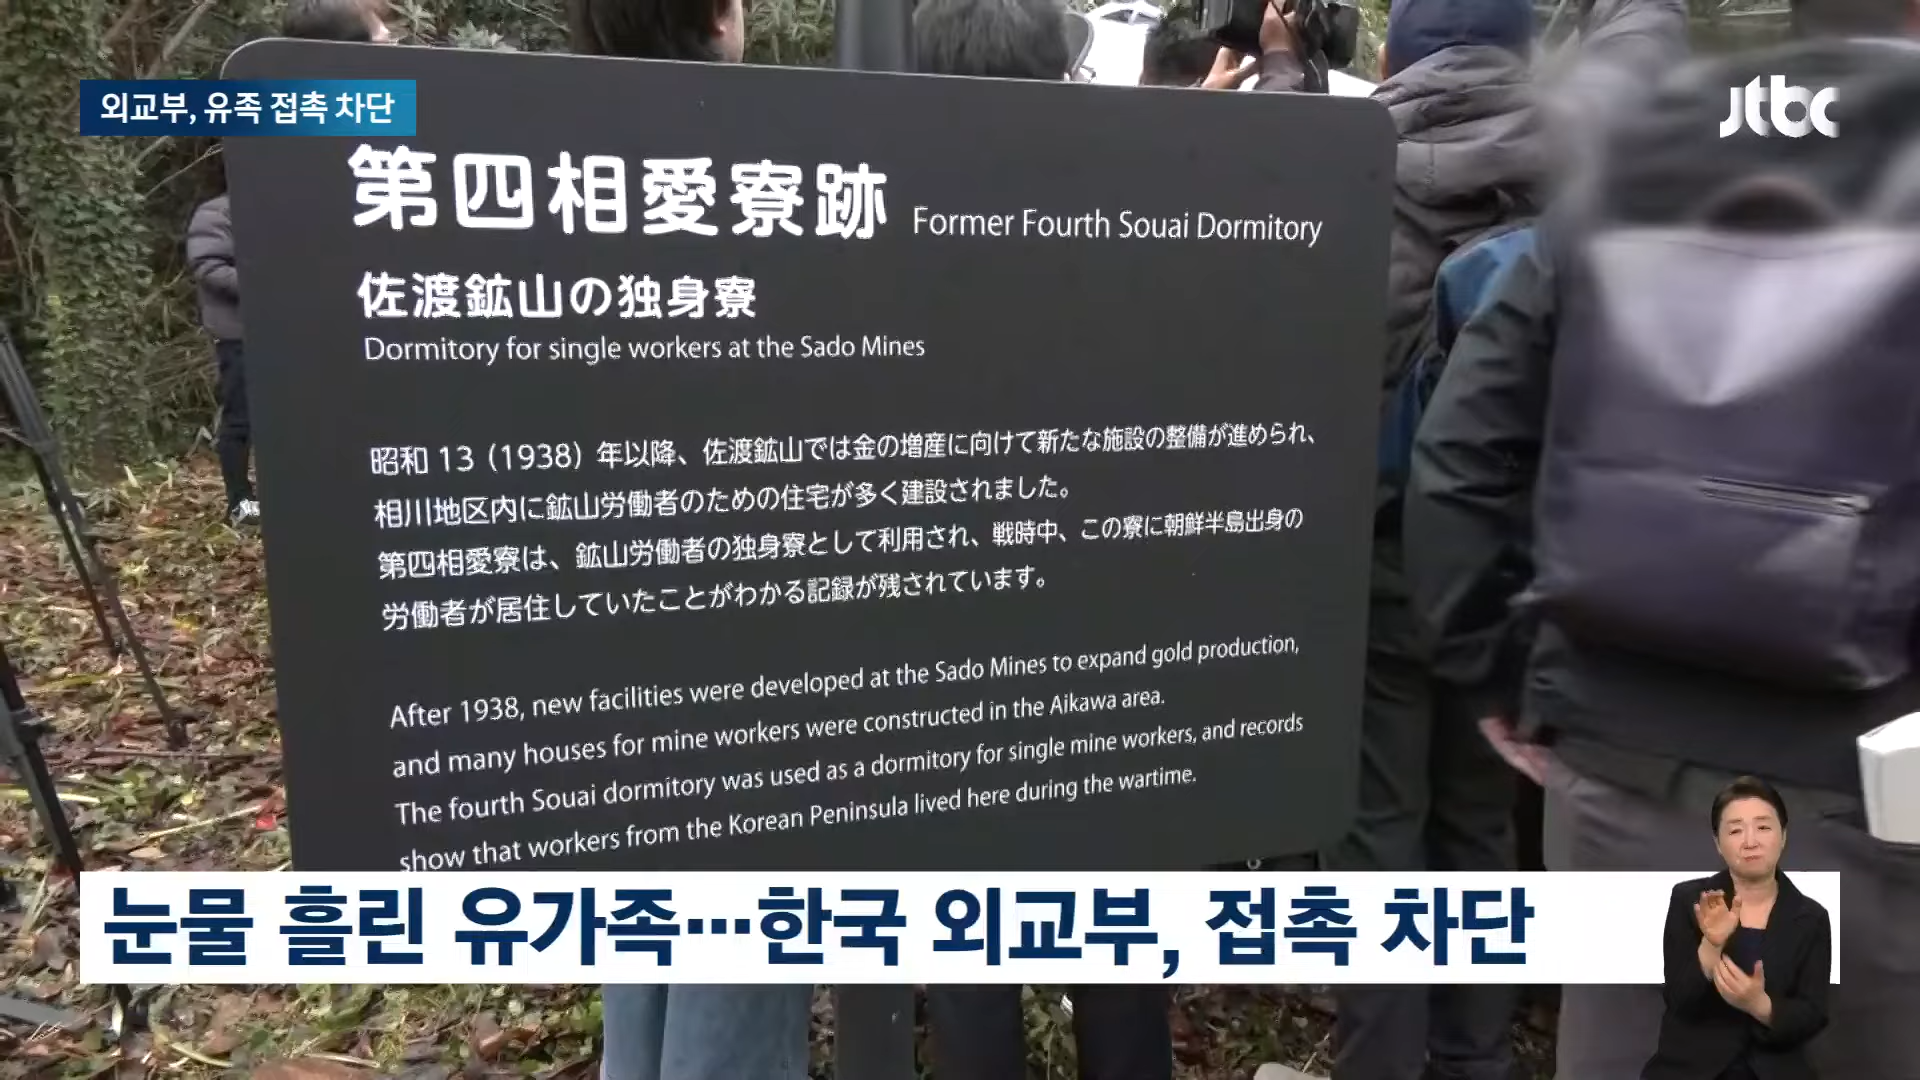 외교부, 유족 접촉 차단
jtbc
第四相愛寮跡 Former Fourth Souai Dormitory
佐渡鉱山の独身寮
Dormitory for single workers at the Sado Mines
昭和 13 (1938) 年以降、佐渡鉱山では金の増産に向けて新たな施設の整備が進められ、
相川地区内に鉱山労働者のための住宅が多く建設されました。
第四相愛寮は、鉱山労働者の独身寮として利用され、戦時中、この寮に朝鮮半島出身の
労働者が居住していたことがわかる記録が残されています。
After 1938, new facilities were developed at the Sado Mines to expand gold production,
and many houses for mine workers were constructed in the Aikawa area.
The fourth Souai dormitory was used as a dormitory for single mine workers, and records
show that workers from the Korean Peninsula lived here during the wartime.
눈물 흘린 유가족…한국 외교부, 접촉 차단